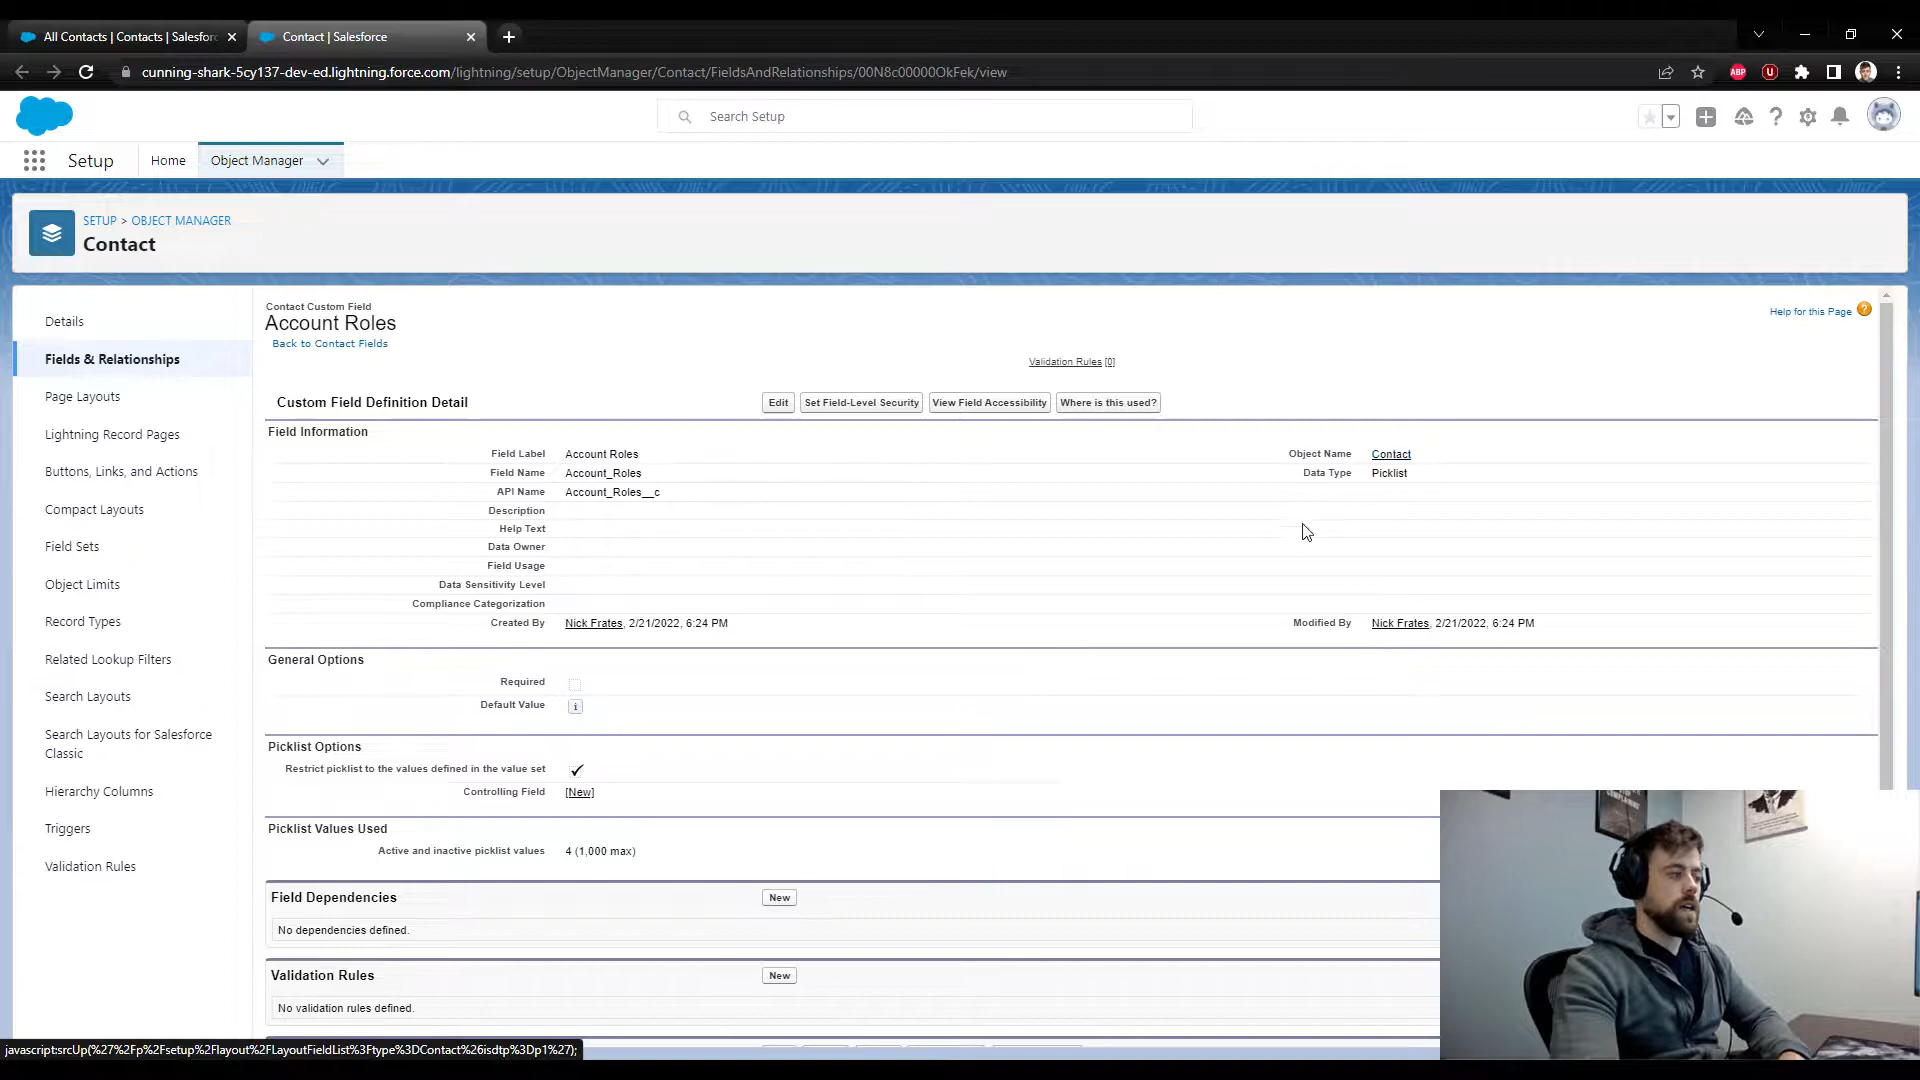 All Contacts | Contacts | Salesfor
Contact | Salesforce
cunning-shark-5cy137-dev-ed.lightning.force.com/lightning/setup/ObjectManager/Contact/FieldsAndRelationships/00N8c00000OkFek/view
ABP
Search Setup
Setup
Home
Object Manager
SETUP > OBJECT MANAGER
Contact
Details
Fields & Relationships
Page Layouts
Lightning Record Pages
Buttons, Links, and Actions
Compact Layouts
Field Sets
Object Limits
Record Types
Related Lookup Filters
Search Layouts
Search Layouts for Salesforce
Classic
Hierarchy Columns
Triggers
Validation Rules
Contact Custom Field
Account Roles
Back to Contact Fields
Help for this Page
Validation Rules [0]
Custom Field Definition Detail
Edit
Set Field-Level Security
View Field Accessibility
Where is this used?
Field Information
Field Label Account Roles Object Name Contact
Field Name Account_Roles Data Type Picklist
API Name Account_Roles__c
Description
Help Text
Data Owner
Field Usage
Data Sensitivity Level
Compliance Categorization
Created By Nick Frates, 2/21/2022, 6:24 PM Modified By Nick Frates, 2/21/2022, 6:24 PM
General Options
Required
Default Value
Picklist Options
Restrict picklist to the values defined in the value set
Controlling Field [New]
Picklist Values Used
Active and inactive picklist values 4 (1,000 max)
Field Dependencies New
No dependencies defined.
Validation Rules New
No validation rules defined.
javascript:srcUp(%27%2Fp%2Fsetup%2Flayout%2FLayoutFieldList%3Ftype%3DContact%26isdtp%3Dp1%27);